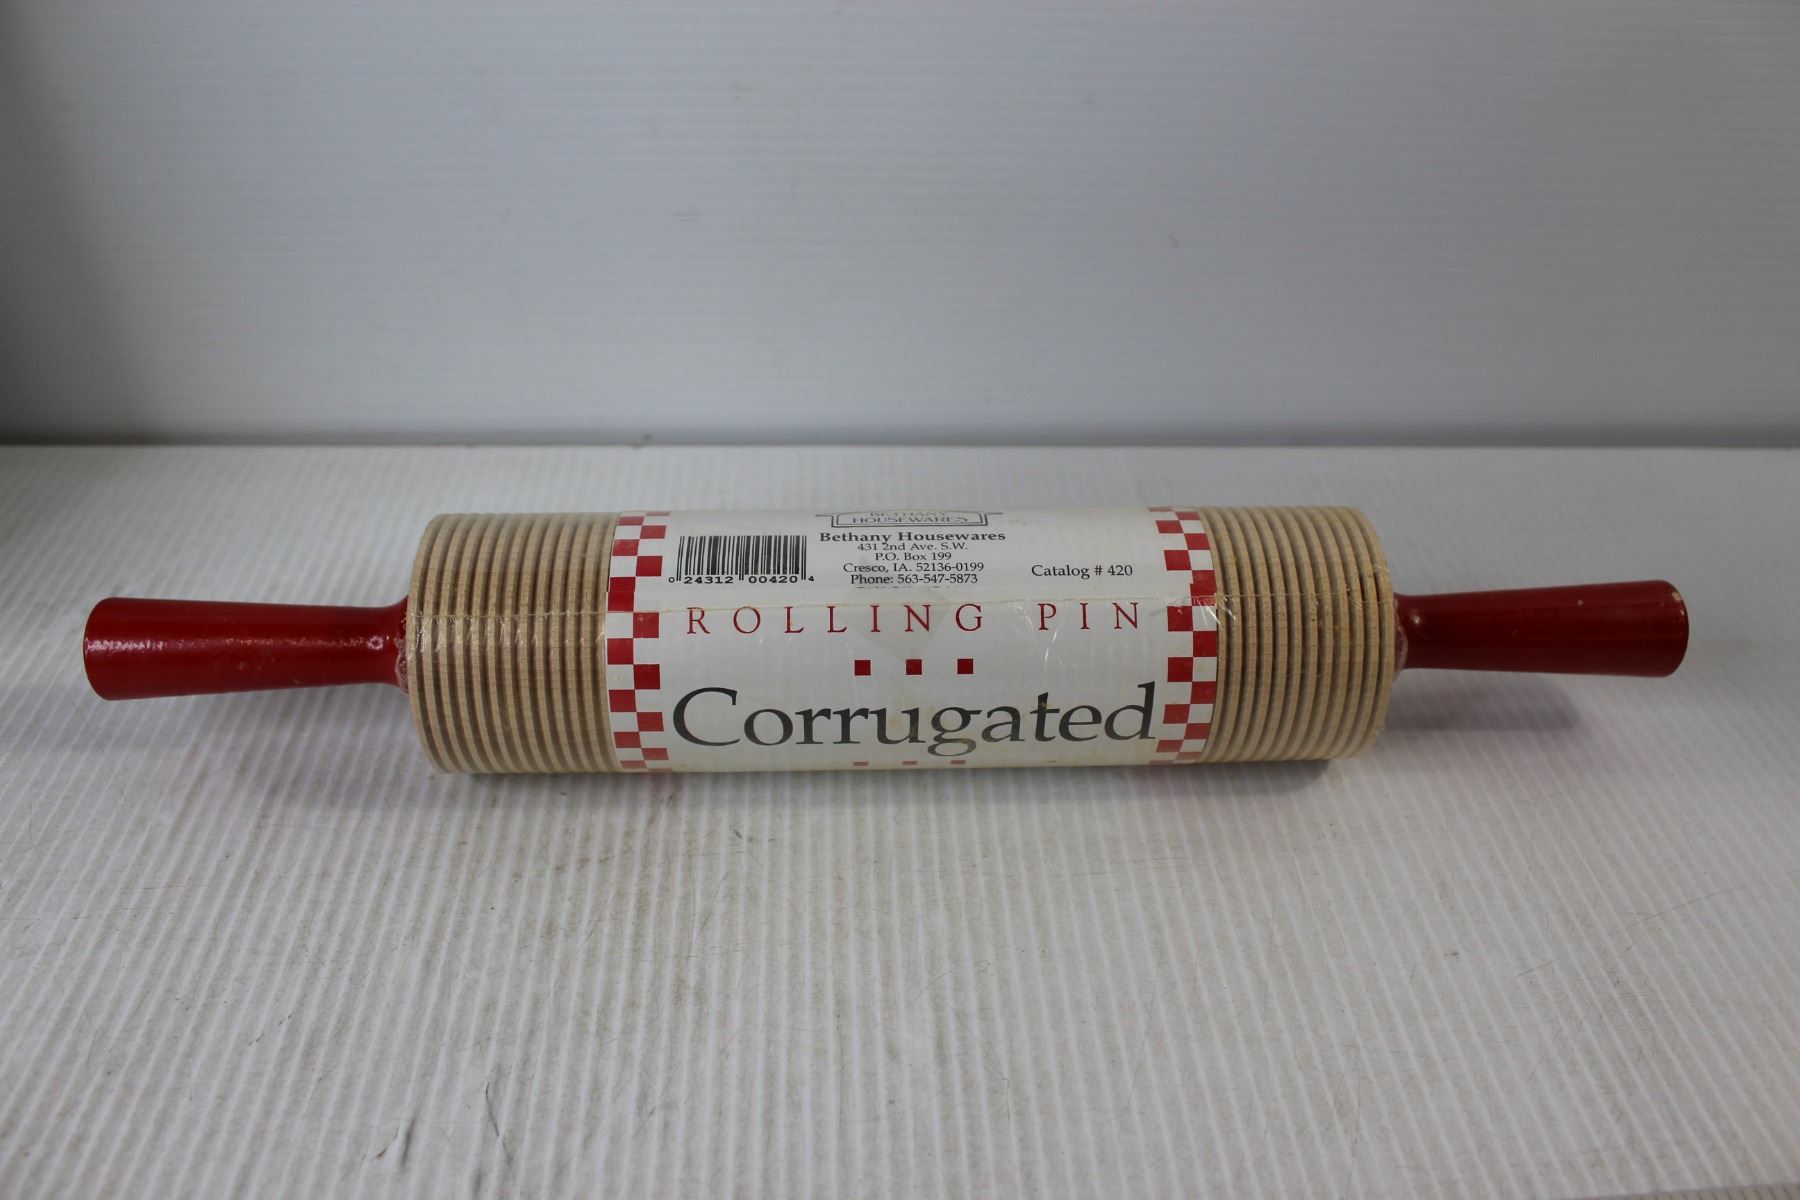 BETHANY
HOUSEWARES
Bethany Housewares
431 2nd Ave. S.W.
P.O. Box 199
Cresco, IA. 52136-0199
Phone: 563-547-5873
Catalog # 420
0 24312 00420 4
ROLLING PIN
Corrugated